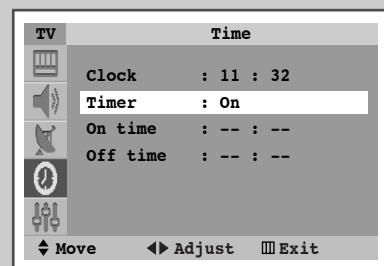 TV Time
Clock : 11 : 32
Timer : On
On time : -- : --
Off time : -- : --
Move Adjust Exit